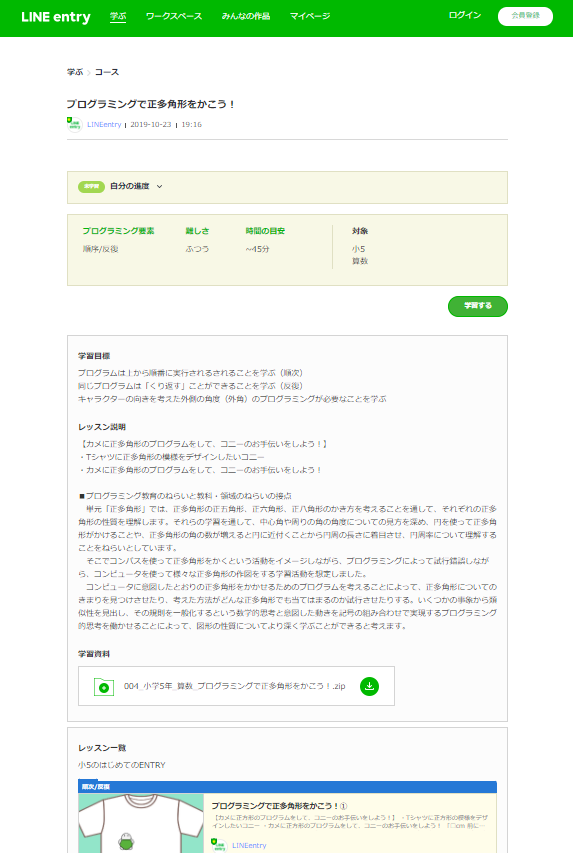 LINE entry 学ぶ ワークスペース みんなの作品 マイページ ログイン 会員登録
学ぶ > コース
プログラミングで正多角形をかこう！
LINEentry | 2019-10-23 | 19:16
未学習 自分の進度
プログラミング要素 難しさ 時間の目安 対象
順序/反復 ふつう ~45分 小5
算数
学習する
学習目標
プログラムは上から順番に実行されるされることを学ぶ（順次）
同じプログラムは「くり返す」ことができることを学ぶ（反復）
キャラクターの向きを考えた外側の角度（外角）のプログラミングが必要なことを学ぶ
レッスン説明
【カメに正多角形のプログラムをして、コニーのお手伝いをしよう！】
・Tシャツに正多角形の模様をデザインしたいコニー
・カメに正多角形のプログラムをして、コニーのお手伝いをしよう！
■プログラミング教育のねらいと教科・領域のねらいの接点
単元「正多角形」では、正多角形の正五角形、正六角形、正八角形のかき方を考えることを通して、それぞれの正多
角形の性質を理解します。それらの学習を通して、中心角や周りの角の角度についての見方を深め、円を使って正多角
形がかけることや、正多角形の角の数が増えると円に近付くことから円周の長さに着目させ、円周率について理解する
ことをねらいとしています。
そこでコンパスを使って正多角形をかくという活動をイメージしながら、プログラミングによって試行錯誤しなが
ら、コンピュータを使って様々な正多角形の作図をする学習活動を想定しました。
コンピュータに意図したとおりの正多角形をかかせるためのプログラムを考えることによって、正多角形についての
きまりを見つけさせたり、考えた方法がどんな正多角形でも当てはまるのか試行させたりする。いくつかの事象から類
似性を見出し、その規則を一般化するという数学的思考と意図した動きを記号の組み合わせで実現するプログラミング
的思考を働かせることによって、図形の性質についてより深く学ぶことができると考えます。
学習資料
004_小学5年_算数_プログラミングで正多角形をかこう！.zip
レッスン一覧
小5のはじめてのENTRY
順次/反復
プログラミングで正多角形をかこう！①
【カメに正方形のプログラムをして、コニーのお手伝いをしよう！】 ・Tシャツに正方形の模様をデザ
インしたいコニー ・カメに正方形のプログラムをして、コニーのお手伝いをしよう！
LINEentry